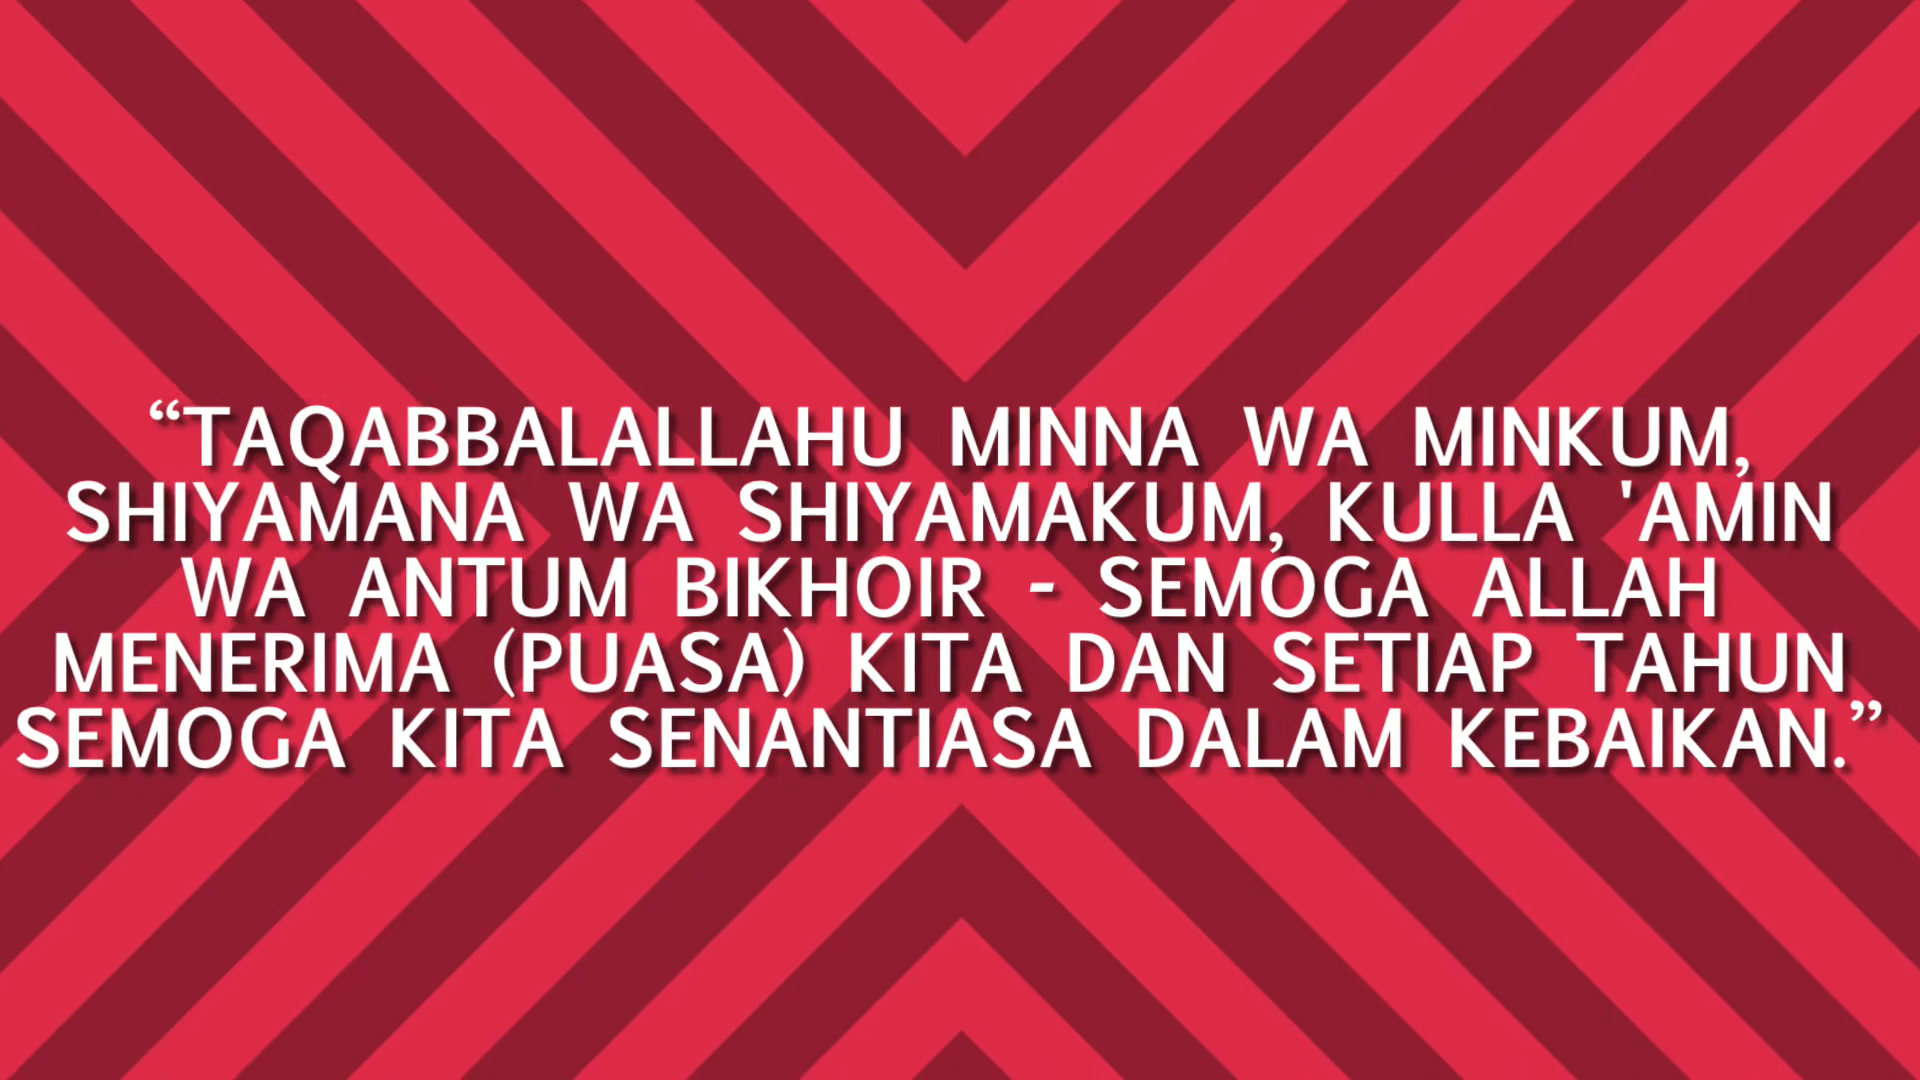 “TAQABBALALLAHU MINNA WA MINKUM,
SHIYAMANA WA SHIYAMAKUM, KULLA 'AMIN
WA ANTUM BIKHOIR - SEMOGA ALLAH
MENERIMA (PUASA) KITA DAN SETIAP TAHUN
SEMOGA KITA SENANTIASA DALAM KEBAIKAN.”